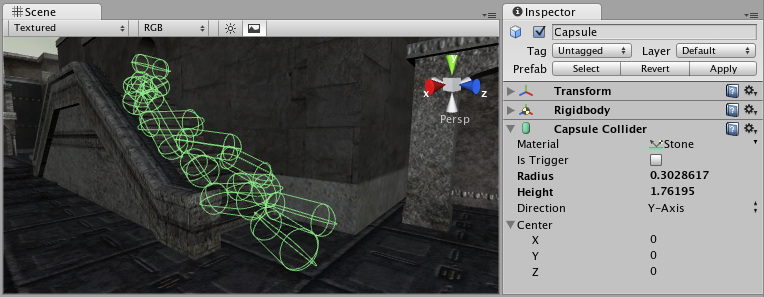 Scene
Textured RGB
x y z
Persp
Inspector
Capsule
Tag Untagged Layer Default
Prefab Select Revert Apply
Transform
Rigidbody
Capsule Collider
Material Stone
Is Trigger
Radius 0.3028617
Height 1.76195
Direction Y-Axis
Center
X 0
Y 0
Z 0